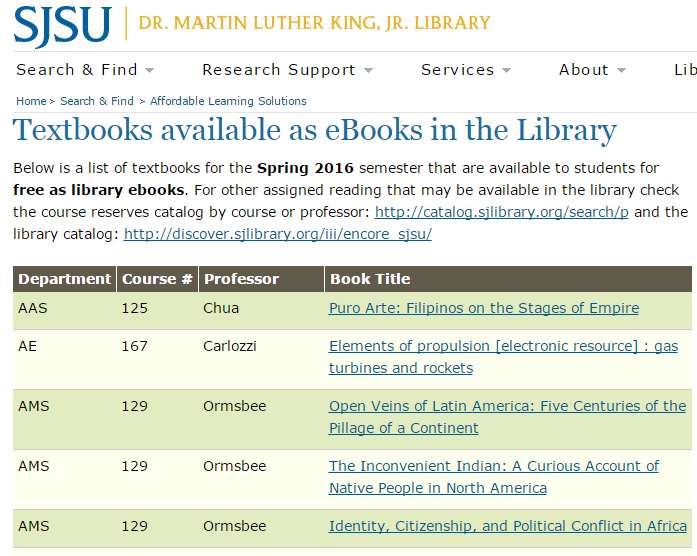 SJSU DR. MARTIN LUTHER KING, JR. LIBRARY
Search & Find Research Support Services About Lib
Home > Search & Find > Affordable Learning Solutions
Textbooks available as eBooks in the Library
Below is a list of textbooks for the Spring 2016 semester that are available to students for
free as library ebooks. For other assigned reading that may be available in the library check
the course reserves catalog by course or professor: http://catalog.sjlibrary.org/search/p and the
library catalog: http://discover.sjlibrary.org/iii/encore_sjsu/
Department Course # Professor Book Title
AAS 125 Chua Puro Arte: Filipinos on the Stages of Empire
AE 167 Carlozzi Elements of propulsion [electronic resource] : gas
turbines and rockets
AMS 129 Ormsbee Open Veins of Latin America: Five Centuries of the
Pillage of a Continent
AMS 129 Ormsbee The Inconvenient Indian: A Curious Account of
Native People in North America
AMS 129 Ormsbee Identity, Citizenship, and Political Conflict in Africa